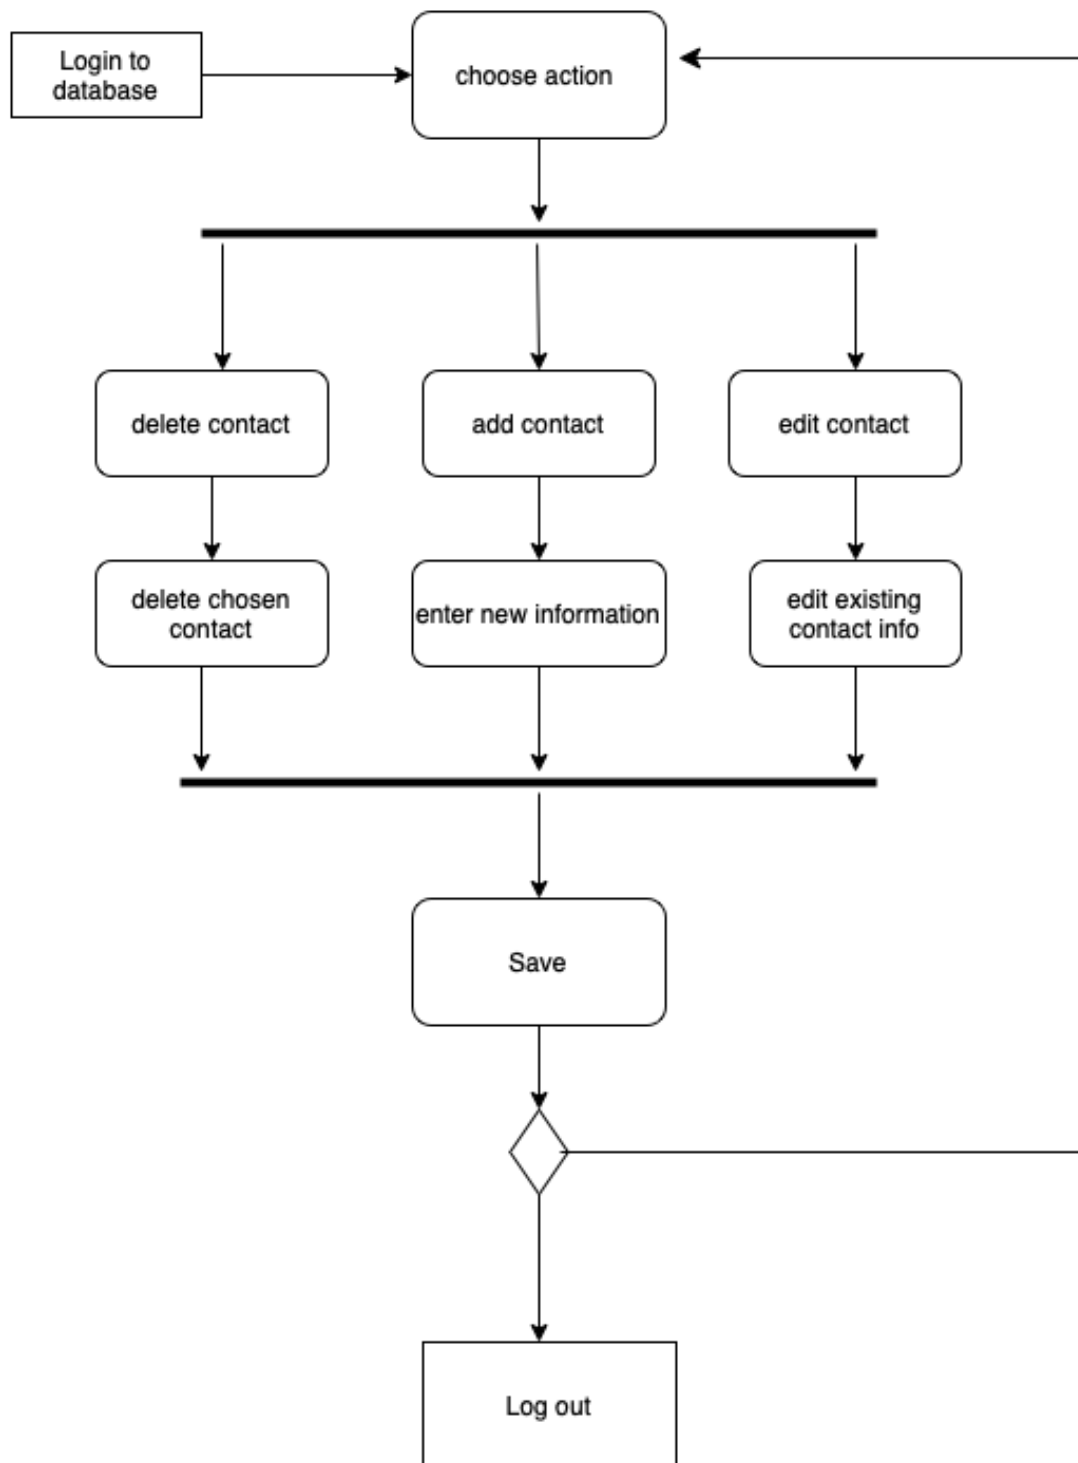 Login to
database
choose action
delete contact
add contact
edit contact
delete chosen
contact
enter new information
edit existing
contact info
Save
Log out